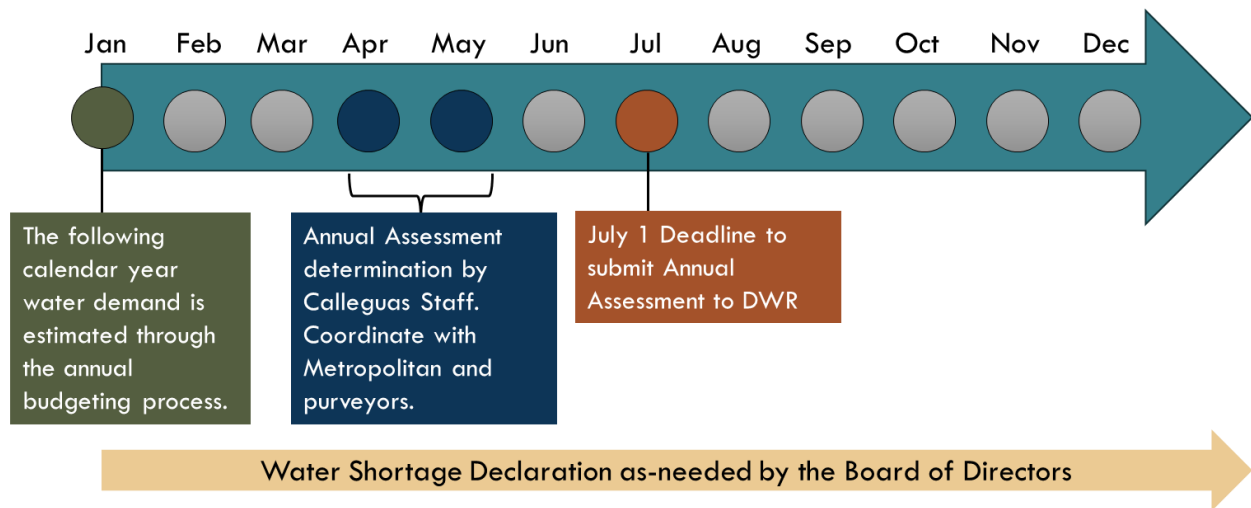 Jan Feb Mar Apr May Jun Jul Aug Sep Oct Nov Dec
The following
calendar year
water demand is
estimated through
the annual
budgeting process.
Annual Assessment
determination by
Calleguas Staff.
Coordinate with
Metropolitan and
purveyors.
July 1 Deadline to
submit Annual
Assessment to DWR
Water Shortage Declaration as-needed by the Board of Directors